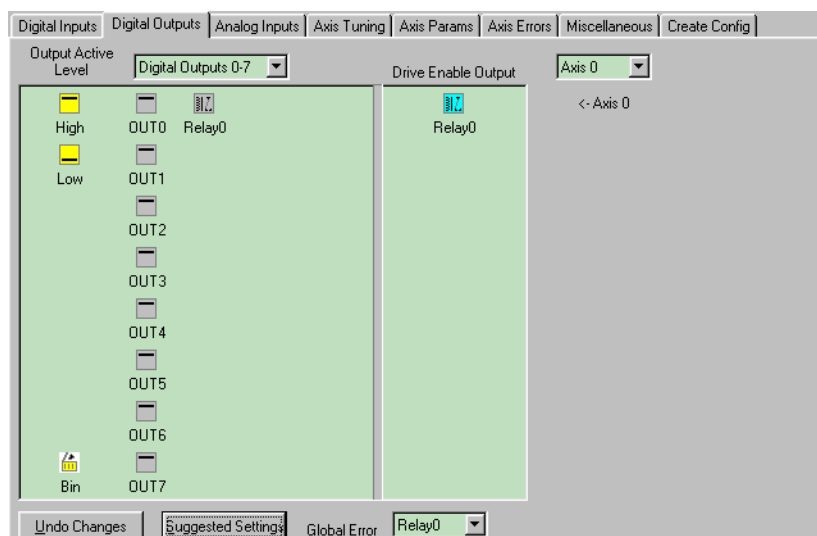 Digital Inputs Digital Outputs Analog Inputs Axis Tuning Axis Params Axis Errors Miscellaneous Create Config
Output Active
Level
Digital Outputs 0-7
Drive Enable Output
Axis 0
High OUT0 Relay0
Relay0
<- Axis 0
Low OUT1
OUT2
OUT3
OUT4
OUT5
OUT6
Bin OUT7
Undo Changes Suggested Settings Global Error Relay0